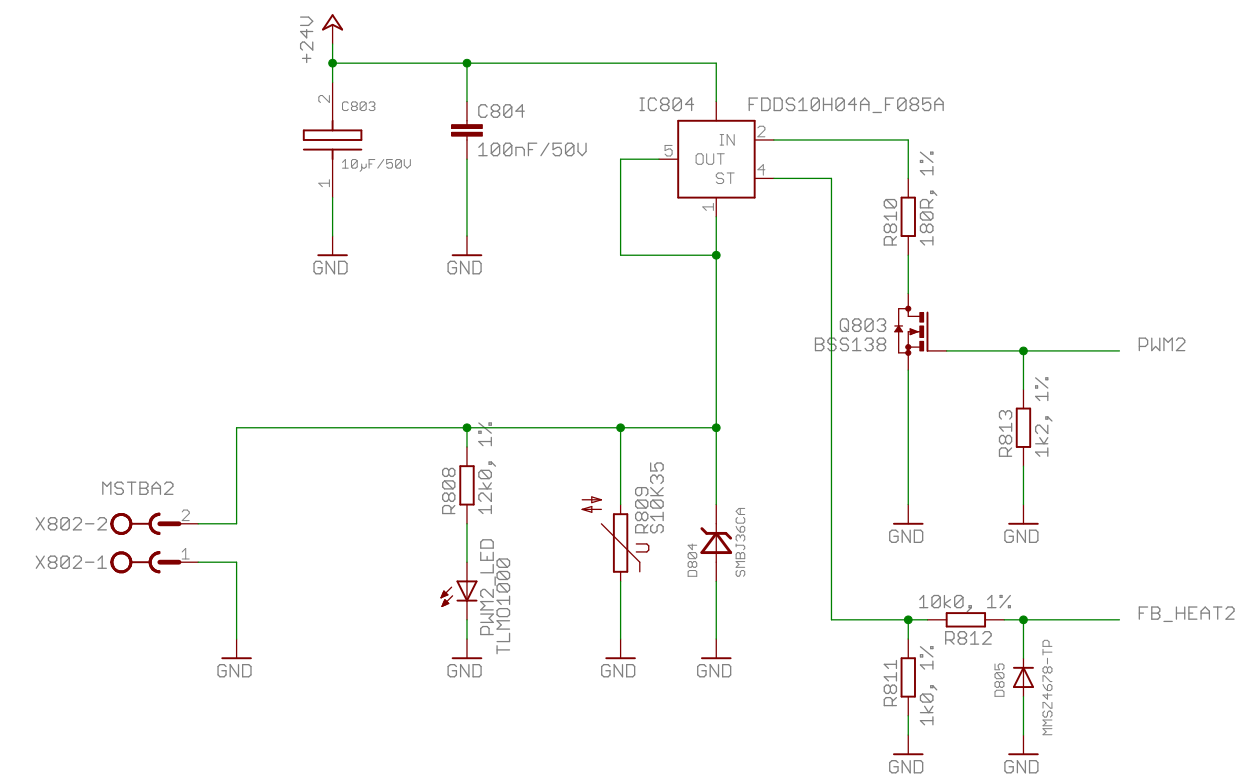 +24V
2
C803
10µF/50V
1
GND
C804
100nF/50V
GND
IC804
FDDS10H04A_F085A
IN
2
5
OUT
ST
4
1
R810
180R, 1%
Q803
BSS138
PWM2
R813
1k2, 1%
GND
GND
MSTBA2
X802-2
2
X802-1
1
GND
R808
12k0, 1%
PWM2_LED
TLMO1000
GND
R809
S10K35
U
GND
D804
SMBJ36CA
GND
10k0, 1%
R812
FB_HEAT2
R811
1k0, 1%
GND
D805
MMSZ4678-TP
GND